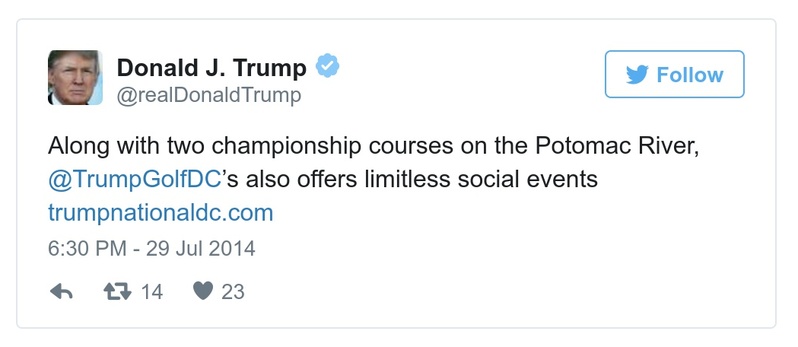 Donald J. Trump
Follow
@realDonaldTrump
Along with two championship courses on the Potomac River,
@TrumpGolfDC’s also offers limitless social events
trumpnationaldc.com
6:30 PM - 29 Jul 2014
14 23